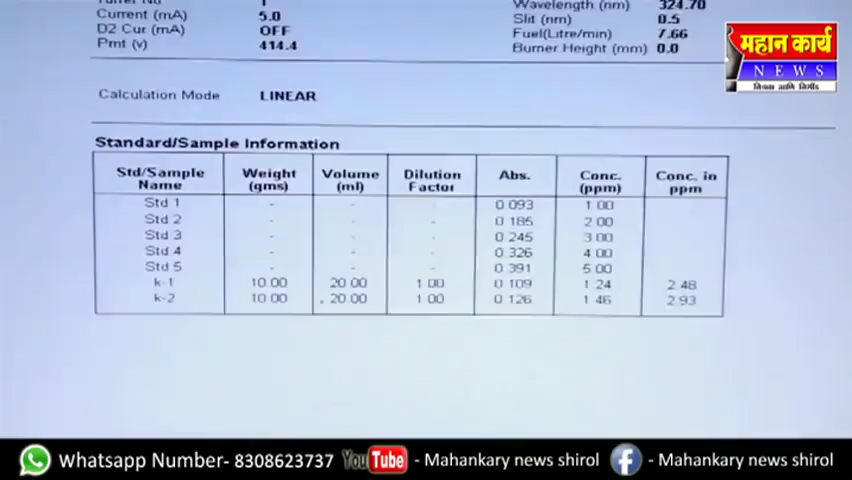 Turret No 1
Wavelength (nm) 324.70
Current (mA) 5.0
Slit (nm) 0.5
D2 Cur (mA) OFF
Fuel(Litre/min) 7.66
Pmt (v) 414.4
Burner Height (mm) 0.0
महान कार्य
NEWS
Calculation Mode LINEAR
Standard/Sample Information
Std/Sample Name Weight (gms) Volume (ml) Dilution Factor Abs. Conc. (ppm) Conc. in ppm
Std 1 - - - 0.093 1.00
Std 2 - - - 0.185 2.00
Std 3 - - - 0.245 3.00
Std 4 - - - 0.326 4.00
Std 5 - - - 0.391 5.00
k-1 10.00 20.00 1.00 0.109 1.24 2.48
k-2 10.00 20.00 1.00 0.126 1.46 2.93
Whatsapp Number- 8308623737 YouTube - Mahankary news shirol f - Mahankary news shirol